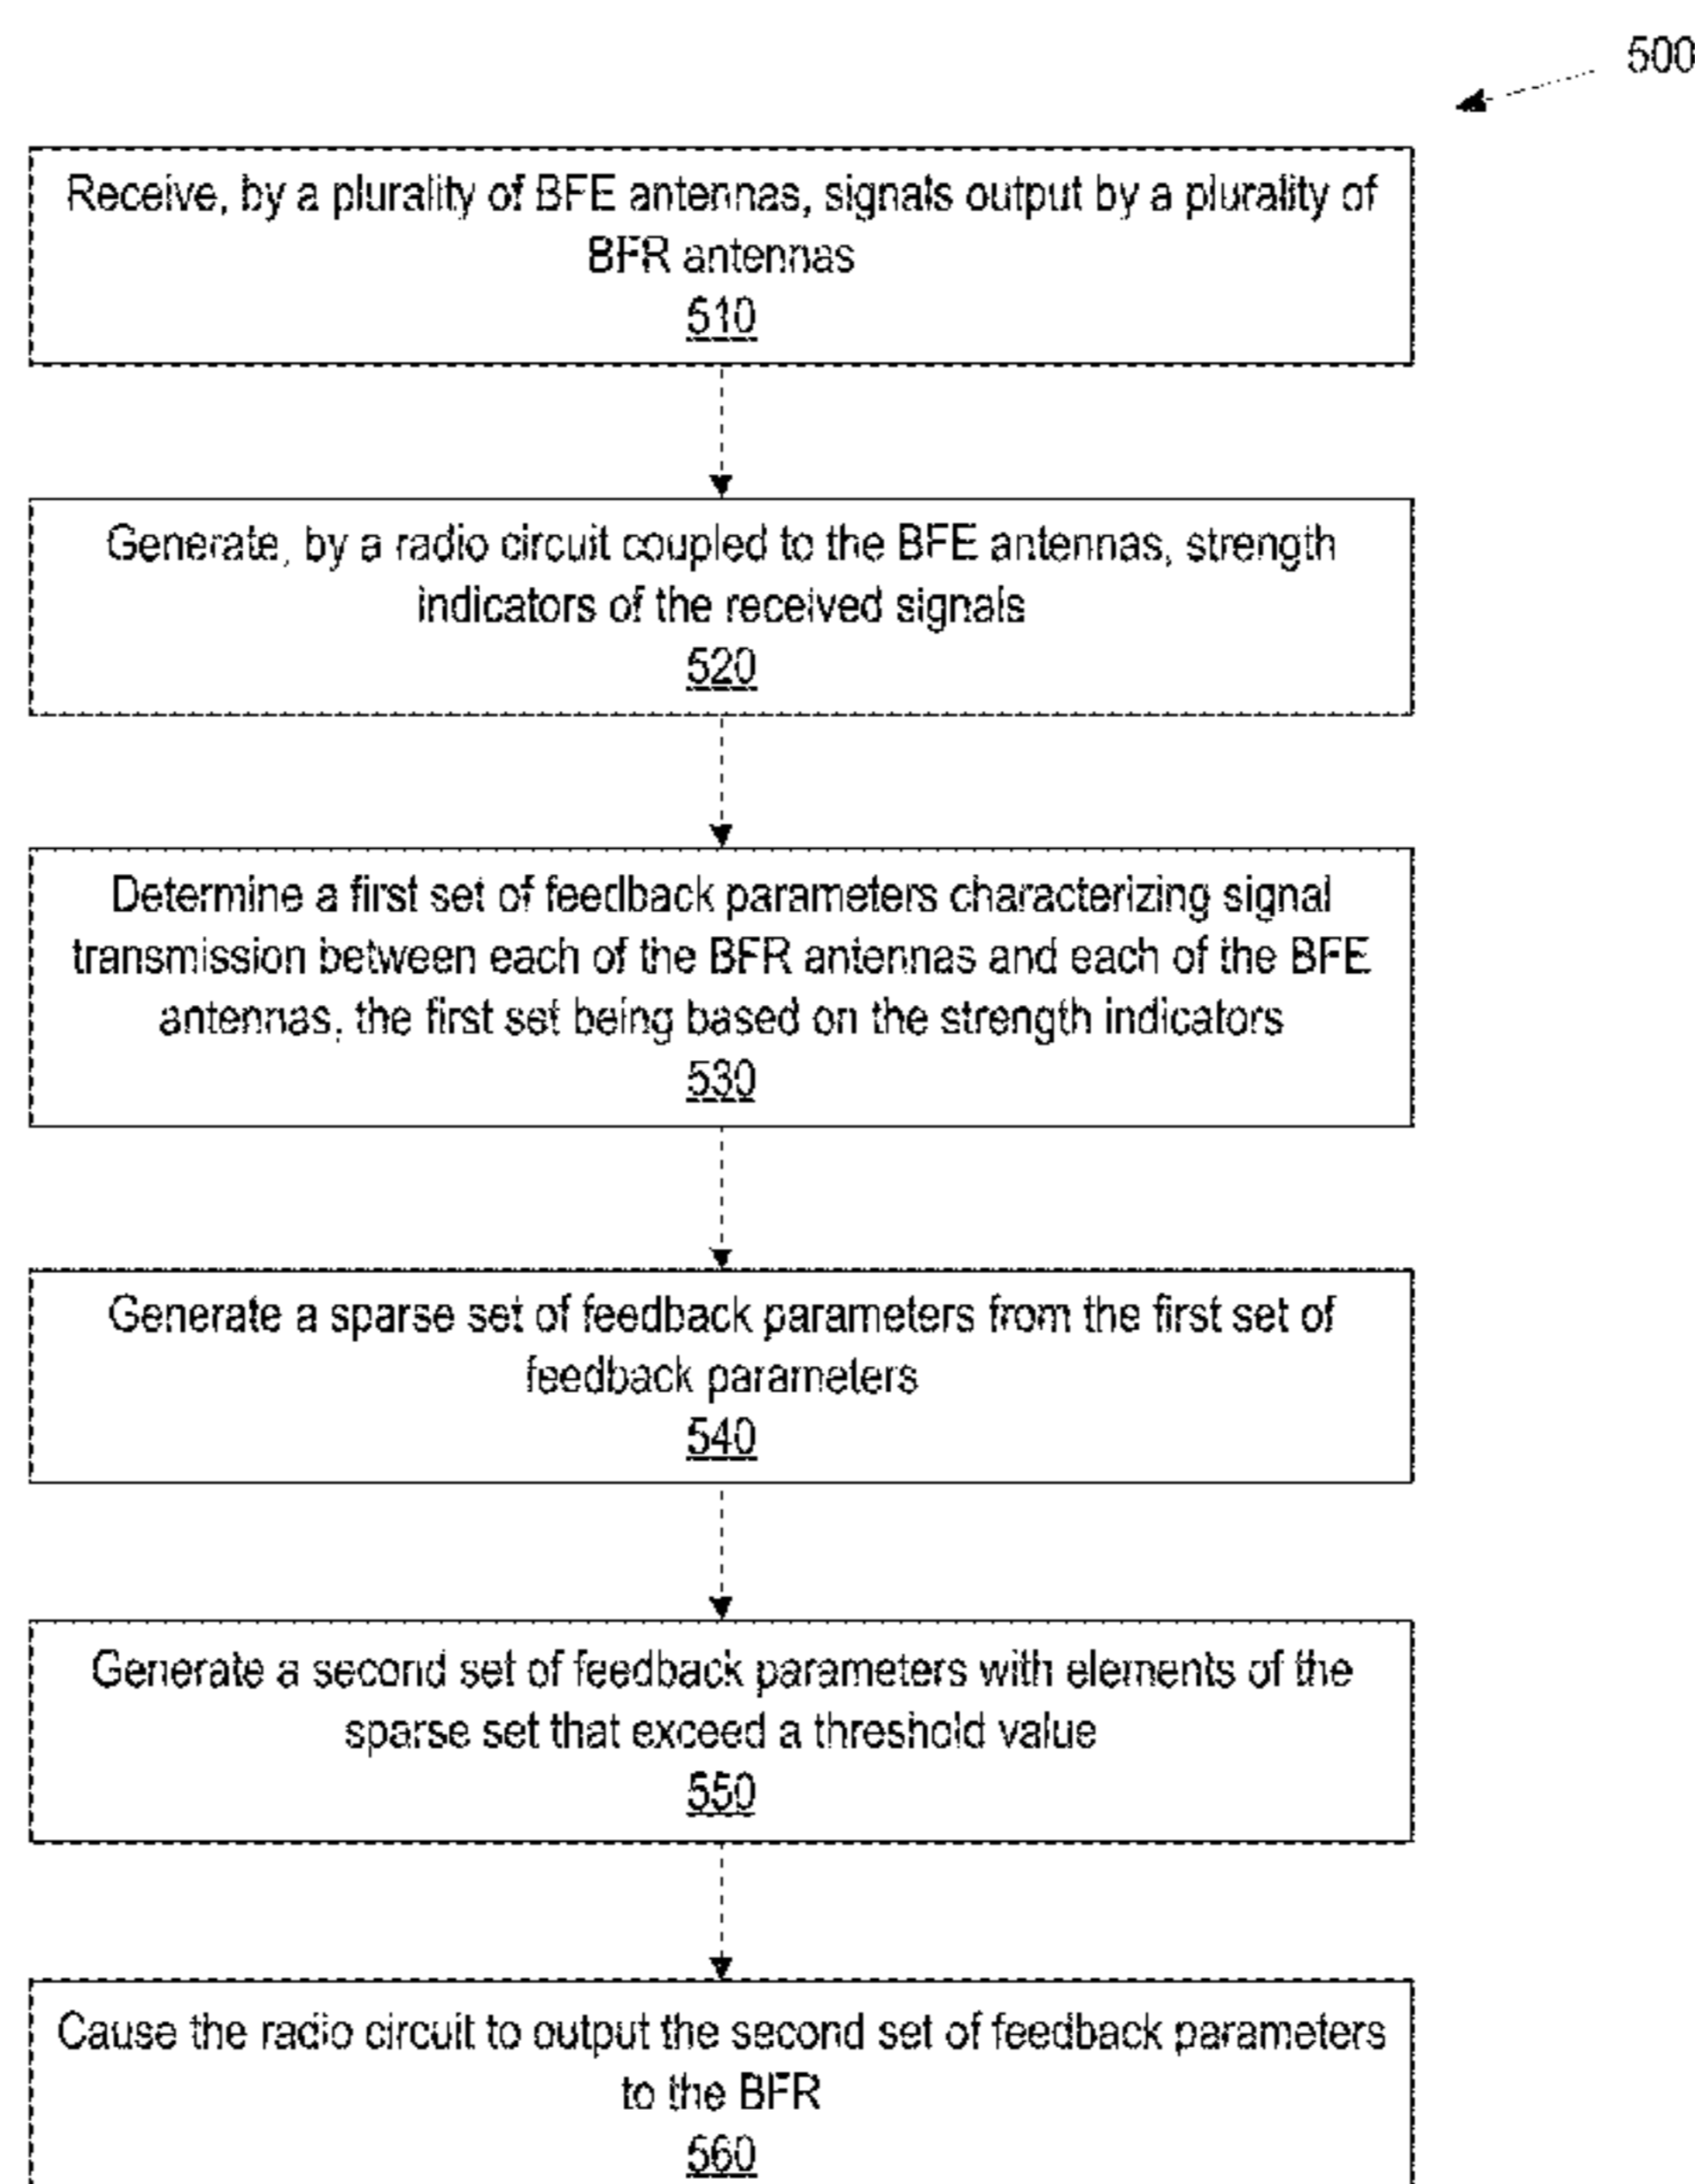 500
Receive, by a plurality of BFE antennas, signals output by a plurality of
BFR antennas
510
Generate, by a radio circuit coupled to the BFE antennas, strength
indicators of the received signals
520
Determine a first set of feedback parameters characterizing signal
transmission between each of the BFR antennas and each of the BFE
antennas, the first set being based on the strength indicators
530
Generate a sparse set of feedback parameters from the first set of
feedback parameters
540
Generate a second set of feedback parameters with elements of the
sparse set that exceed a threshold value
550
Cause the radio circuit to output the second set of feedback parameters
to the BFR
560